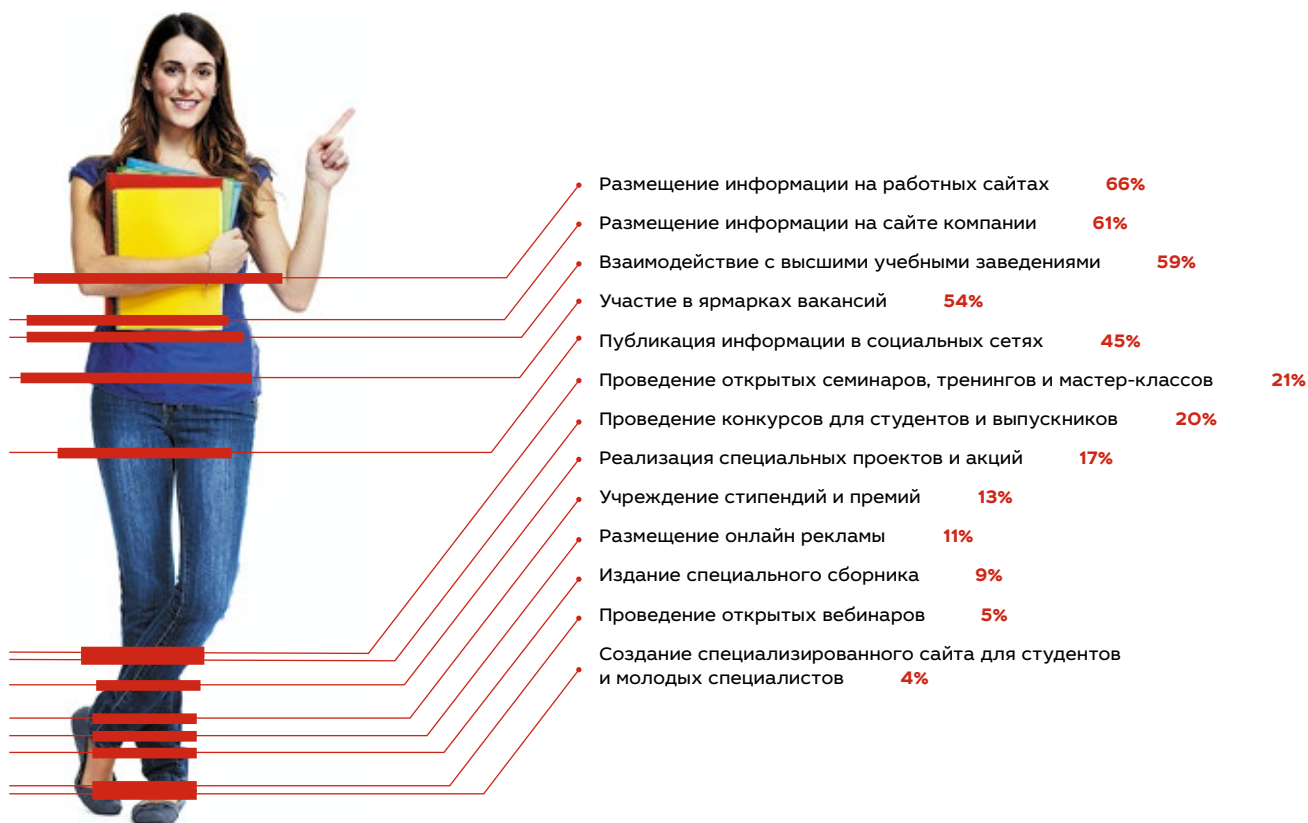 Размещение информации на работных сайтах 66%
Размещение информации на сайте компании 61%
Взаимодействие с высшими учебными заведениями 59%
Участие в ярмарках вакансий 54%
Публикация информации в социальных сетях 45%
Проведение открытых семинаров, тренингов и мастер-классов 21%
Проведение конкурсов для студентов и выпускников 20%
Реализация специальных проектов и акций 17%
Учреждение стипендий и премий 13%
Размещение онлайн рекламы 11%
Издание специального сборника 9%
Проведение открытых вебинаров 5%
Создание специализированного сайта для студентов
и молодых специалистов 4%